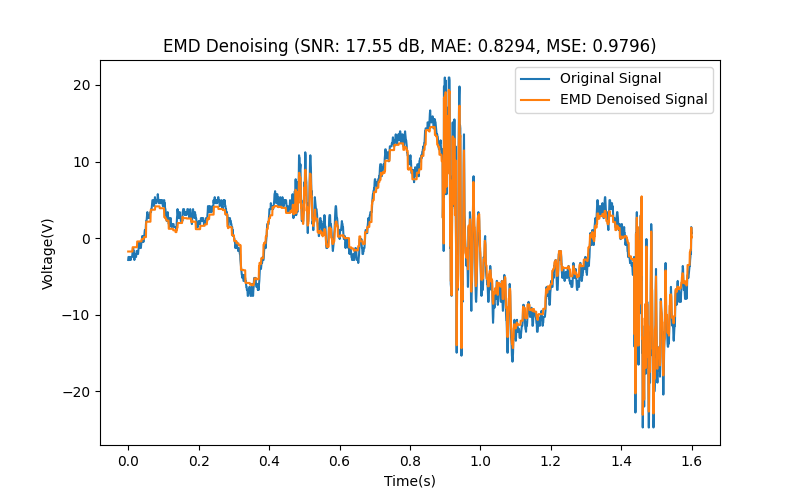 EMD Denoising (SNR: 17.55 dB, MAE: 0.8294, MSE: 0.9796)
Original Signal
EMD Denoised Signal
Voltage(V)
20
10
0
−10
−20
0.0 0.2 0.4 0.6 0.8 1.0 1.2 1.4 1.6
Time(s)